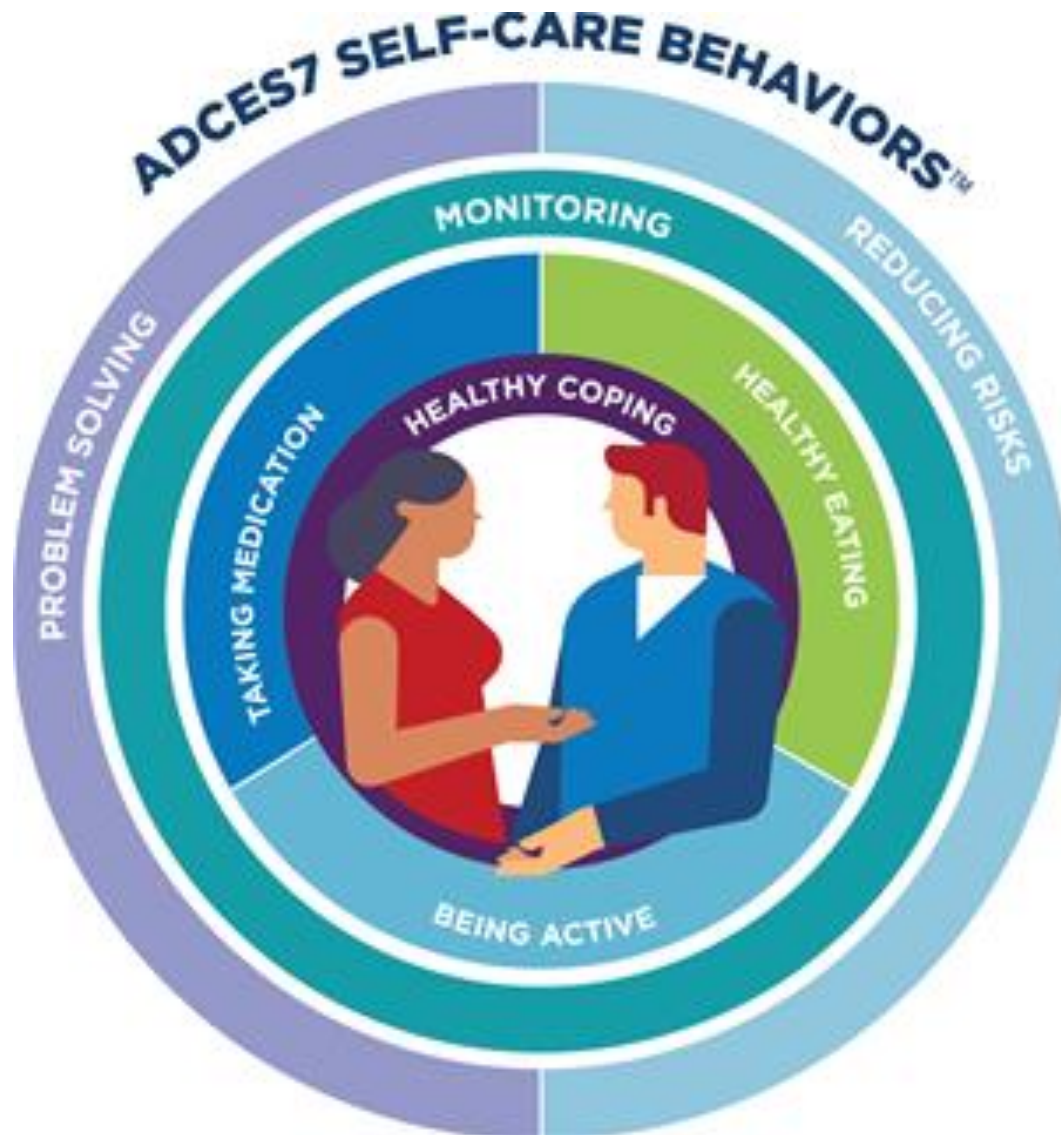 ADCES7 SELF-CARE BEHAVIORS™
PROBLEM SOLVING
REDUCING RISKS
MONITORING
TAKING MEDICATION
HEALTHY EATING
HEALTHY COPING
BEING ACTIVE